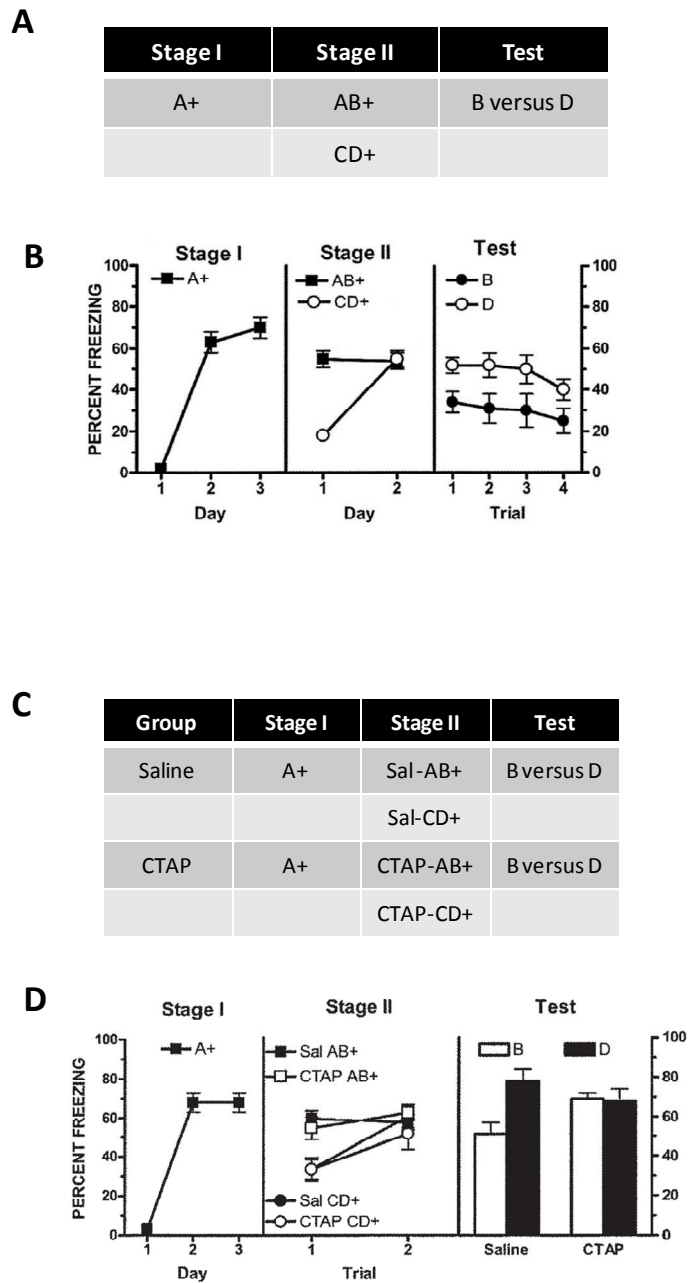 A
Stage I Stage II Test
A+ AB+ B versus D
CD+
B
Stage I Stage II Test
A+ AB+ B
CD+ D
PERCENT FREEZING
100 100
80 80
60 60
40 40
20 20
0 0
1 2 3 1 2 1 2 3 4
Day Day Trial
C
Group Stage I Stage II Test
Saline A+ Sal-AB+ B versus D
Sal-CD+
CTAP A+ CTAP-AB+ B versus D
CTAP-CD+
D
Stage I Stage II Test
A+ Sal AB+ B D
CTAP AB+
Sal CD+
CTAP CD+
PERCENT FREEZING
100 100
80 80
60 60
40 40
20 20
0 0
1 2 3 1 2 Saline CTAP
Day Trial